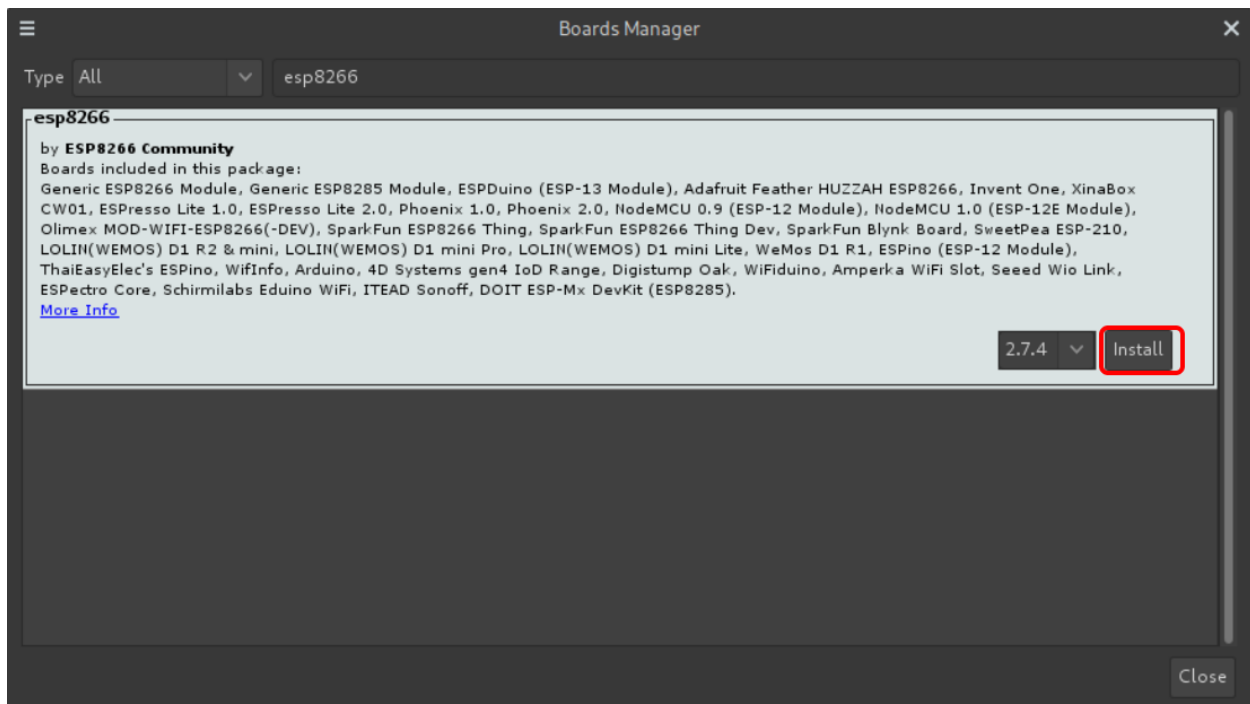 Boards Manager
Type All esp8266
esp8266
by ESP8266 Community
Boards included in this package:
Generic ESP8266 Module, Generic ESP8285 Module, ESPDuino (ESP-13 Module), Adafruit Feather HUZZAH ESP8266, Invent One, XinaBox
CW01, ESPresso Lite 1.0, ESPresso Lite 2.0, Phoenix 1.0, Phoenix 2.0, NodeMCU 0.9 (ESP-12 Module), NodeMCU 1.0 (ESP-12E Module),
Olimex MOD-WIFI-ESP8266(-DEV), SparkFun ESP8266 Thing, SparkFun ESP8266 Thing Dev, SparkFun Blynk Board, SweetPea ESP-210,
LOLIN(WEMOS) D1 R2 & mini, LOLIN(WEMOS) D1 mini Pro, LOLIN(WEMOS) D1 mini Lite, WeMos D1 R1, ESPino (ESP-12 Module),
ThaiEasyElec's ESPino, WifInfo, Arduino, 4D Systems gen4 IoD Range, Digistump Oak, WiFiduino, Amperka WiFi Slot, Seeed Wio Link,
ESPectro Core, Schirmilabs Eduino WiFi, ITEAD Sonoff, DOIT ESP-Mx DevKit (ESP8285).
More Info
2.7.4 Install
Close